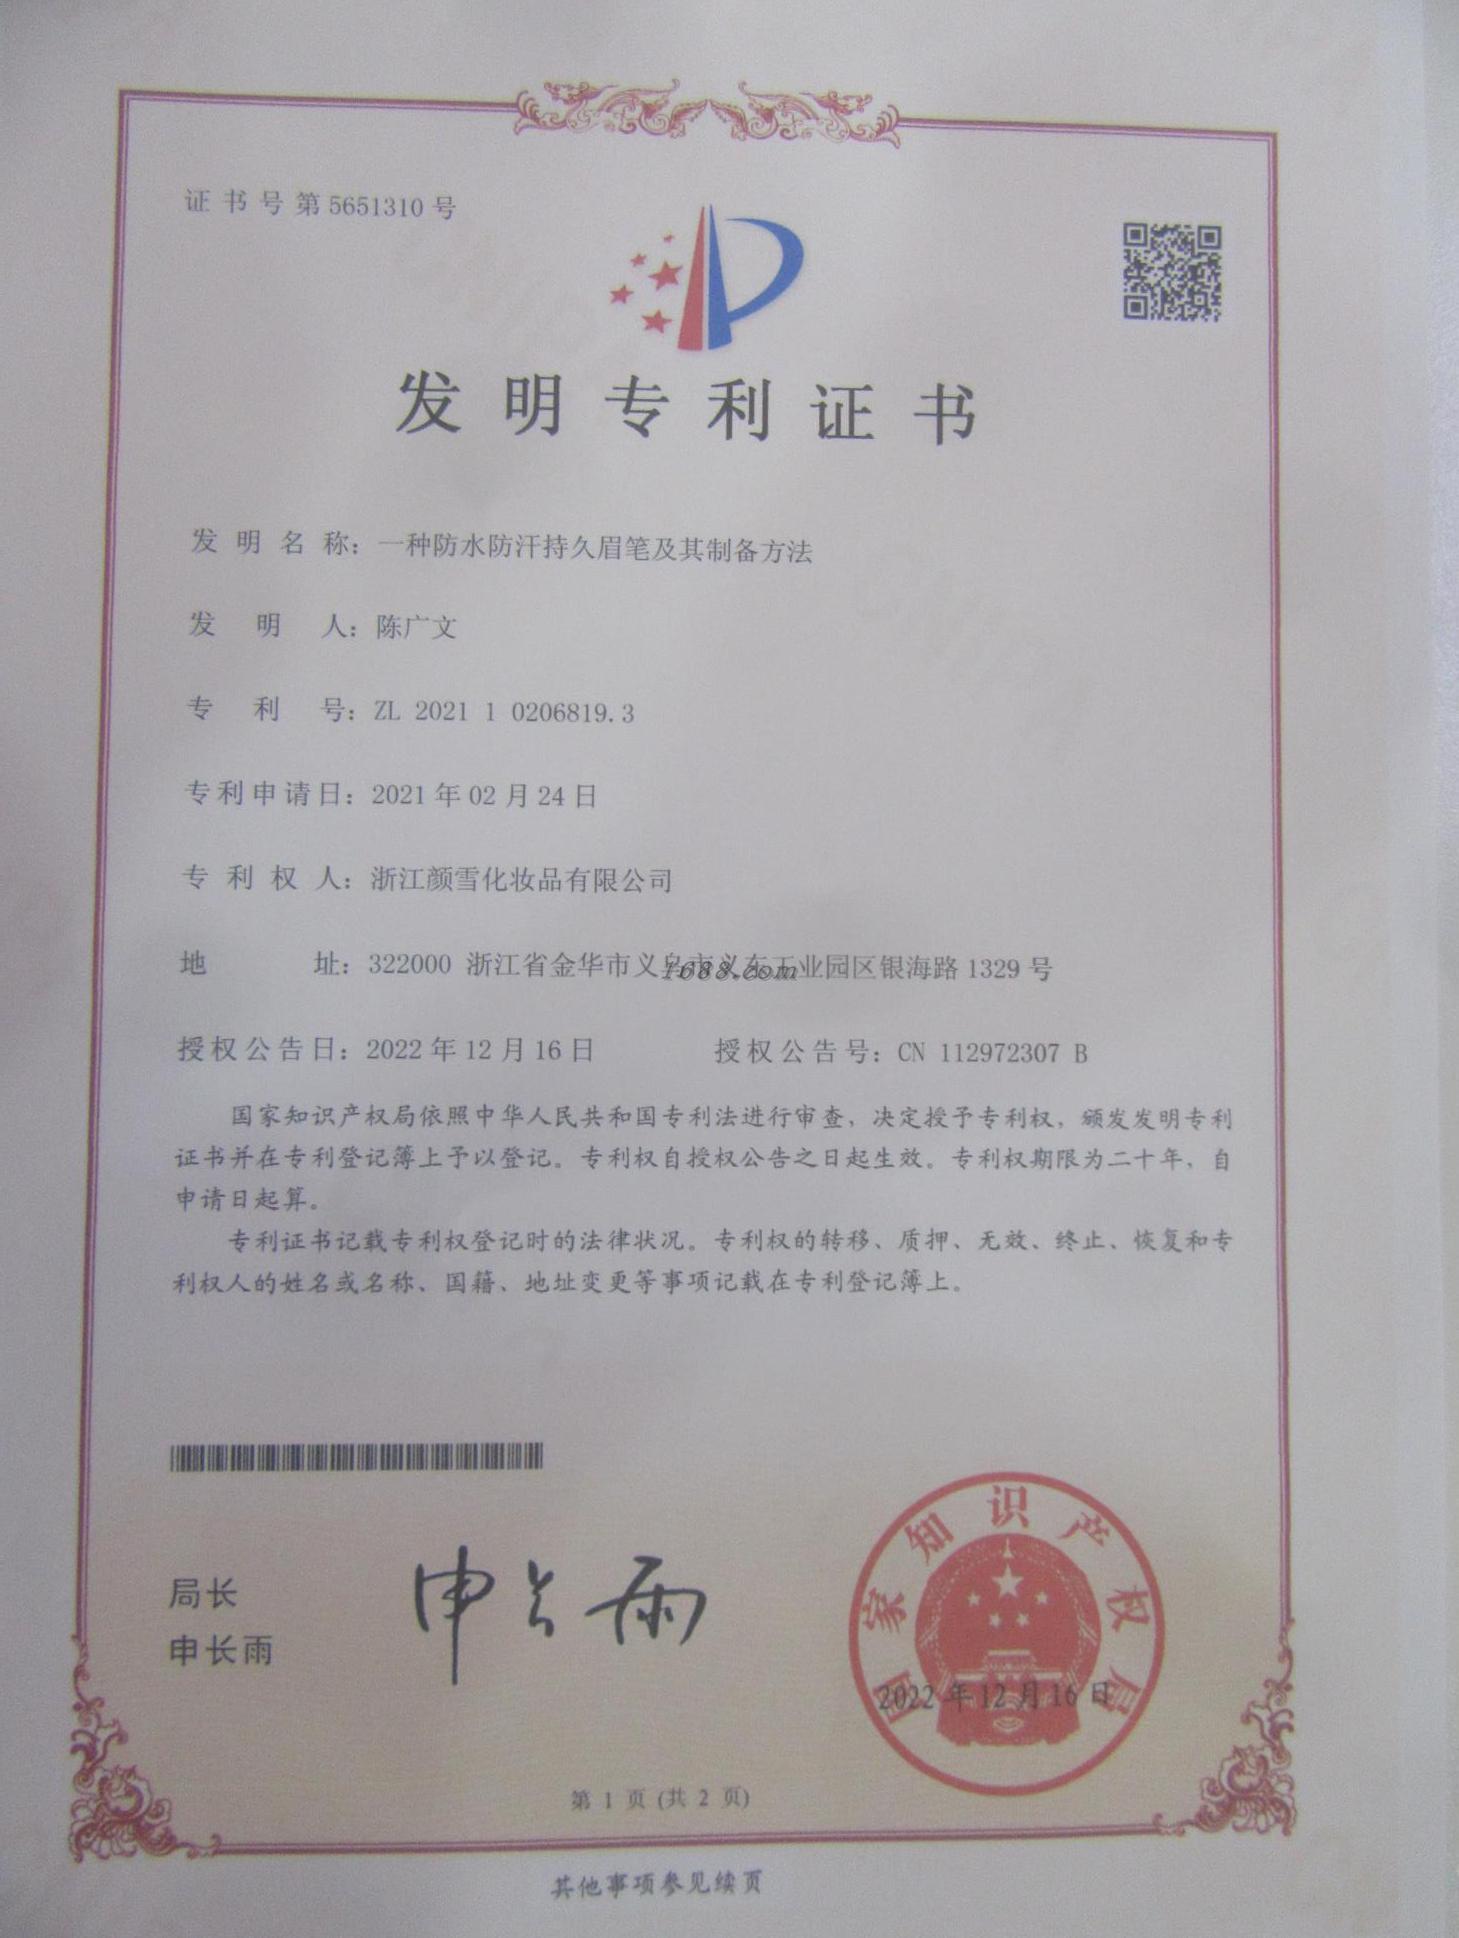 证书号第5651310号
发明专利证书
发明名称：一种防水防汗持久眉笔及其制备方法
发明人：陈广文
专利号：ZL 2021 1 0206819.3
专利申请日：2021年02月24日
专利权人：浙江颜雪化妆品有限公司
地址：322000 浙江省金华市义乌市义东工业园区银海路1329号
1688.com
授权公告日：2022年12月16日 授权公告号：CN 112972307 B
国家知识产权局依照中华人民共和国专利法进行审查，决定授予专利权，颁发发明专利
证书并在专利登记簿上予以登记。专利权自授权公告之日起生效。专利权期限为二十年，自
申请日起算。
专利证书记载专利权登记时的法律状况。专利权的转移、质押、无效、终止、恢复和专
利权人的姓名或名称、国籍、地址变更等事项记载在专利登记簿上。
局长
申长雨
申长雨
国家知识产权局
2022年12月16日
第 1 页 (共 2 页)
其他事项参见续页